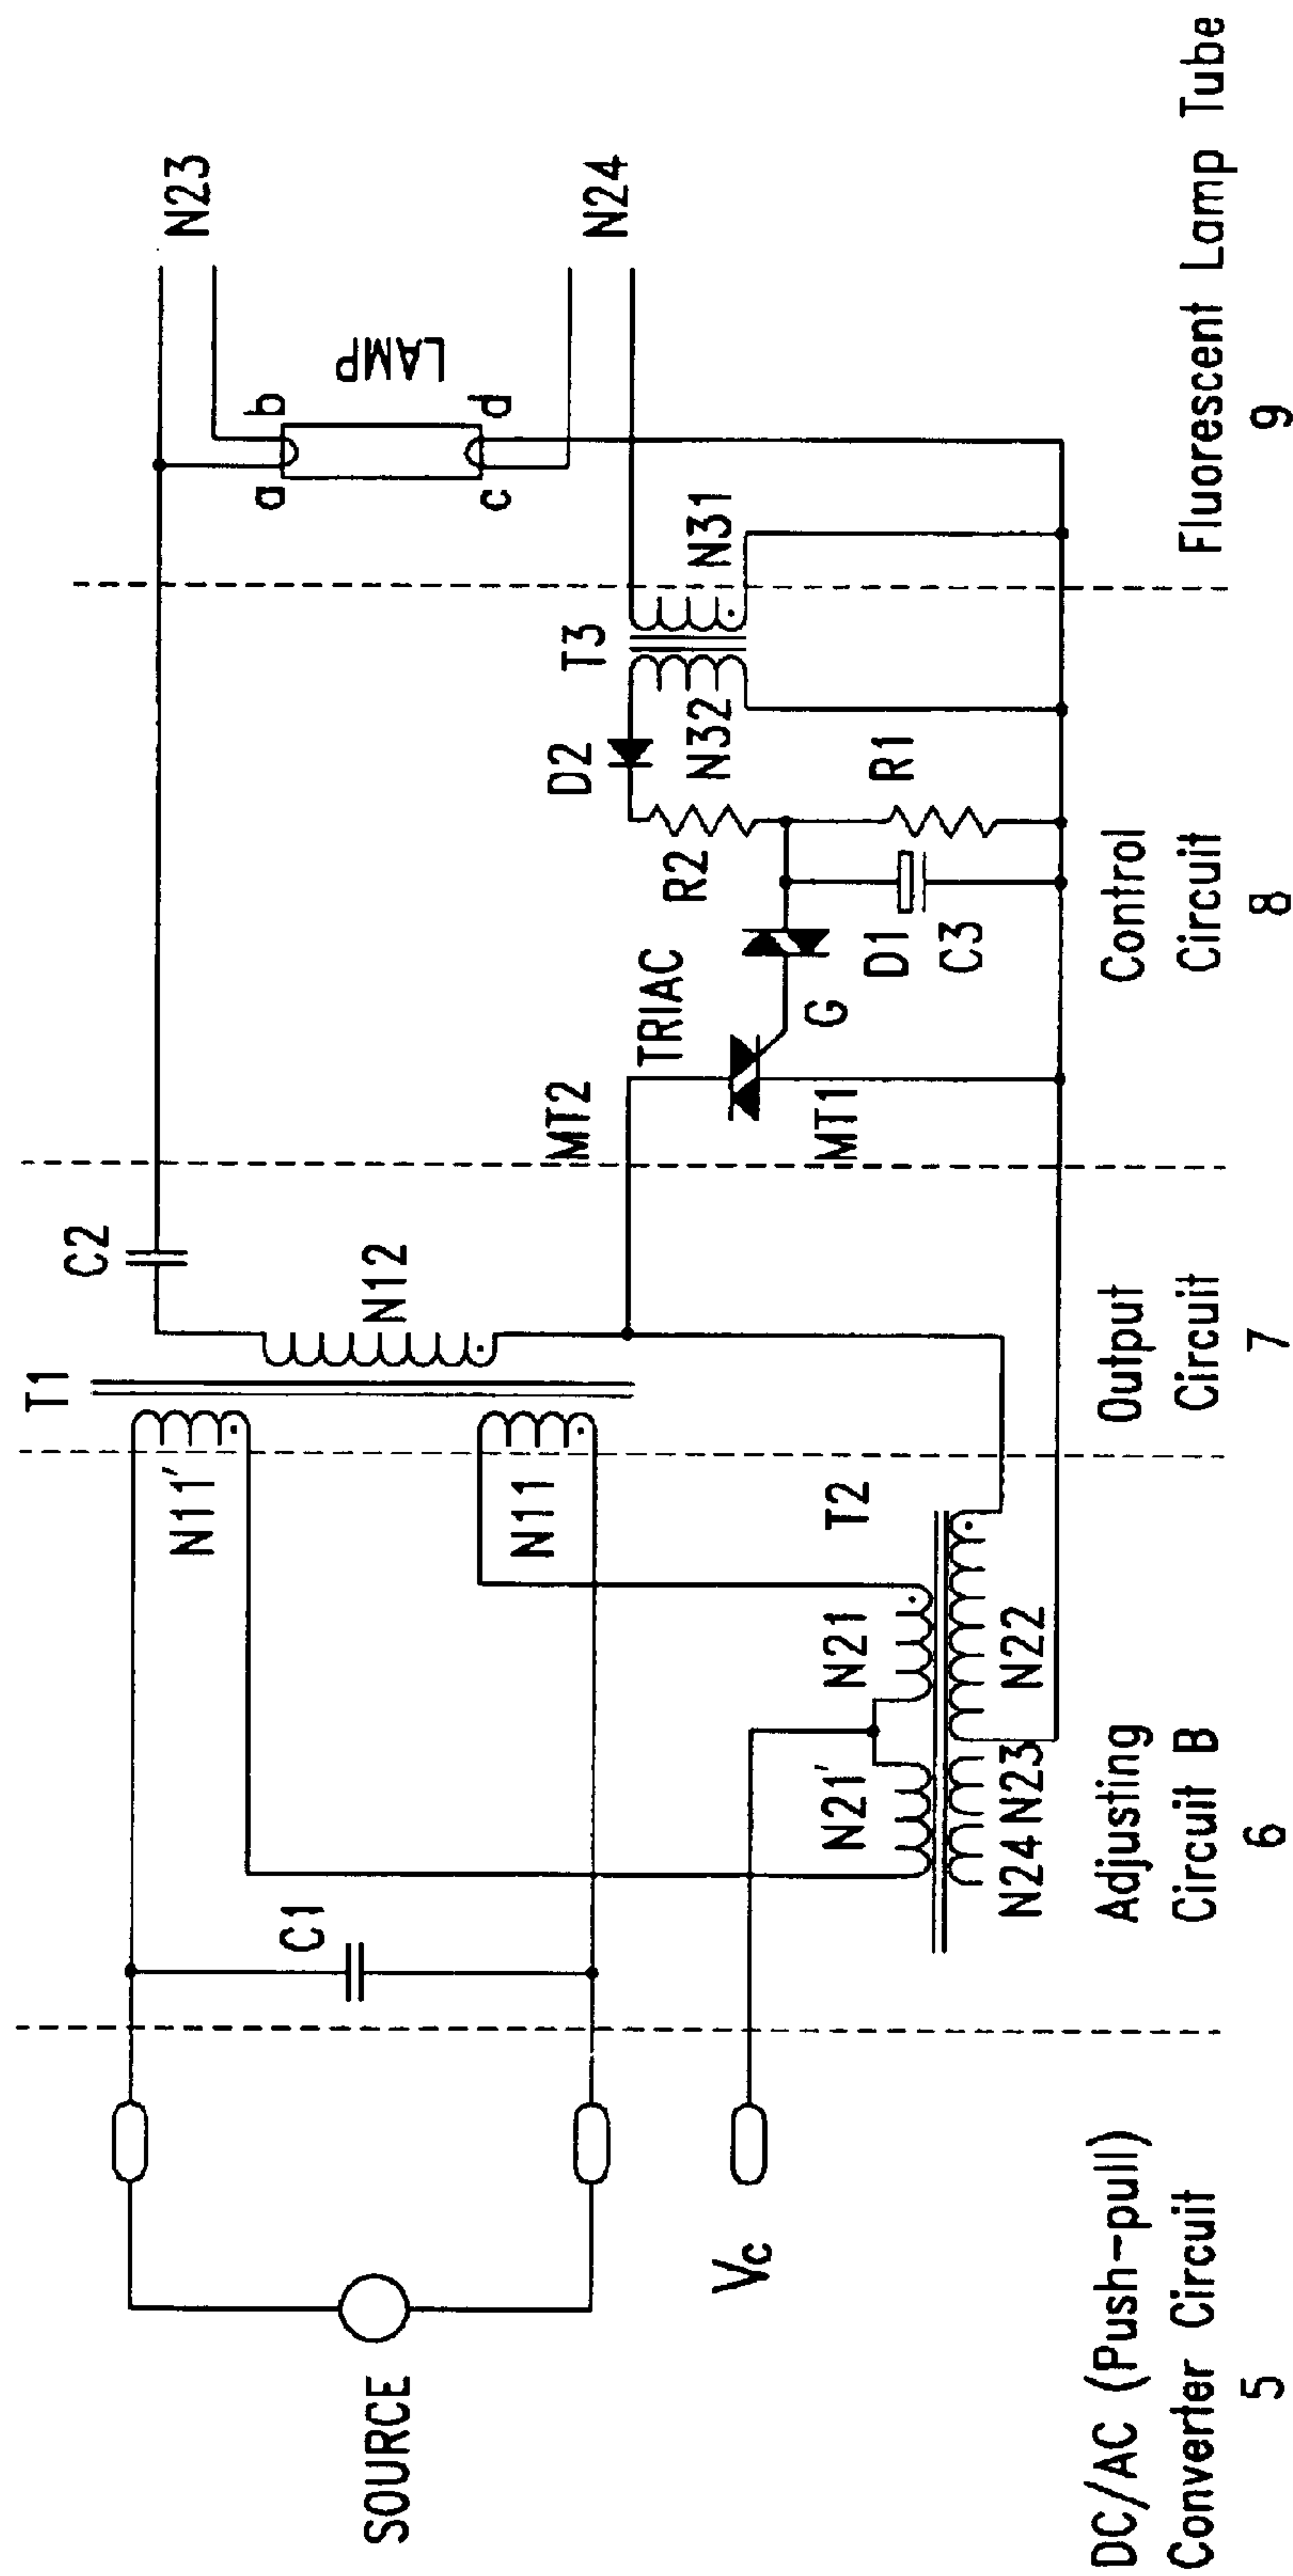 SOURCE
Vc
DC/AC (Push-pull)
Converter Circuit
5
C1
N11'
N11
N21'
N21
T2
N24
N23
N22
Adjusting
Circuit B
6
T1
N12
C2
Output
Circuit
7
MT2
TRIAC
MT1
G
D1
C3
R2
R1
D2
N32
T3
N31
Control
Circuit
8
a
b
c
d
LAMP
N23
N24
Fluorescent Lamp Tube
9